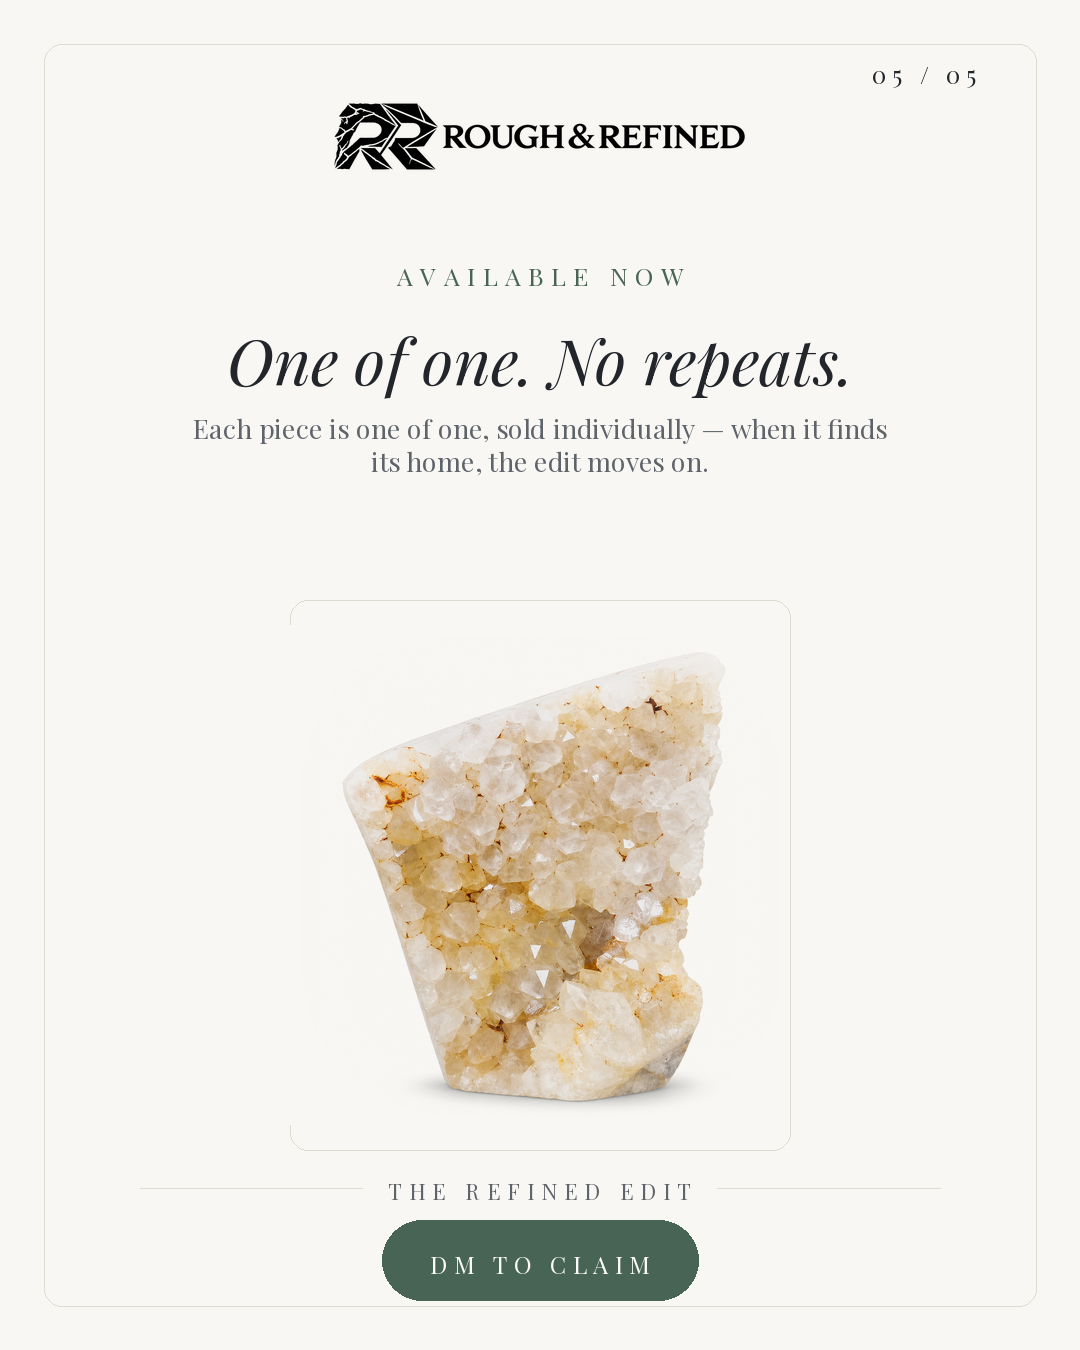 05 / 05
RR ROUGH & REFINED
AVAILABLE NOW
One of one. No repeats.
Each piece is one of one, sold individually — when it finds
its home, the edit moves on.
THE REFINED EDIT
DM TO CLAIM